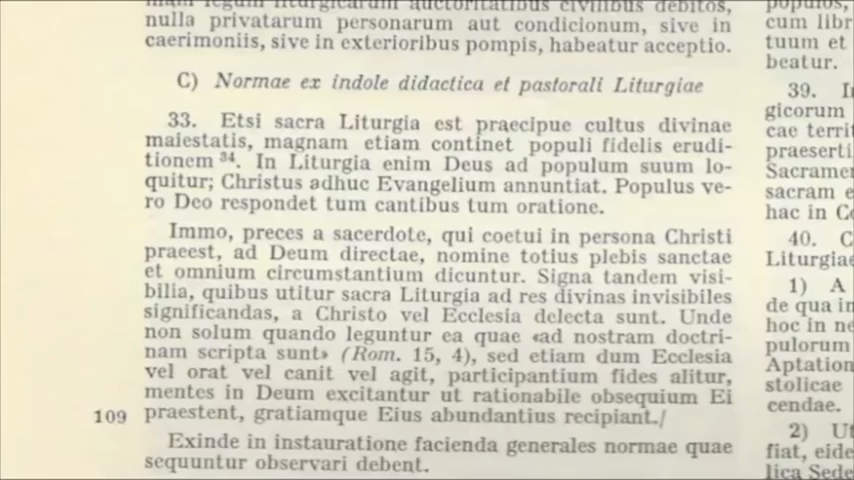 nulla privatarum personarum aut condicionum, sive in
caerimoniis, sive in exterioribus pompis, habeatur acceptio.
C) Normae ex indole didactica et pastorali Liturgiae
33. Etsi sacra Liturgia est praecipue cultus divinae
maiestatis, magnam etiam continet populi fidelis erudi-
tionem 34. In Liturgia enim Deus ad populum suum lo-
quitur; Christus adhuc Evangelium annuntiat. Populus ve-
ro Deo respondet tum cantibus tum oratione.
Immo, preces a sacerdote, qui coetui in persona Christi
praeest, ad Deum directae, nomine totius plebis sanctae
et omnium circumstantium dicuntur. Signa tandem visi-
bilia, quibus utitur sacra Liturgia ad res divinas invisibiles
significandas, a Christo vel Ecclesia delecta sunt. Unde
non solum quando leguntur ea quae «ad nostram doctri-
nam scripta sunt» (Rom. 15, 4), sed etiam dum Ecclesia
vel orat vel canit vel agit, participantium fides alitur,
mentes in Deum excitantur ut rationabile obsequium Ei
109 praestent, gratiamque Eius abundantius recipiant./
Exinde in instauratione facienda generales normae quae
sequuntur observari debent.
cum libr
tuum et
beatur.
39. I
gicorum
cae territ
praeserti
Sacramen
sacram e
hac in Co
40. C
Liturgiae
1) A
de qua in
hoc in ne
pulorum
Aptation
stolicae
cendae.
2) Ut
fiat, eide
lica Sede